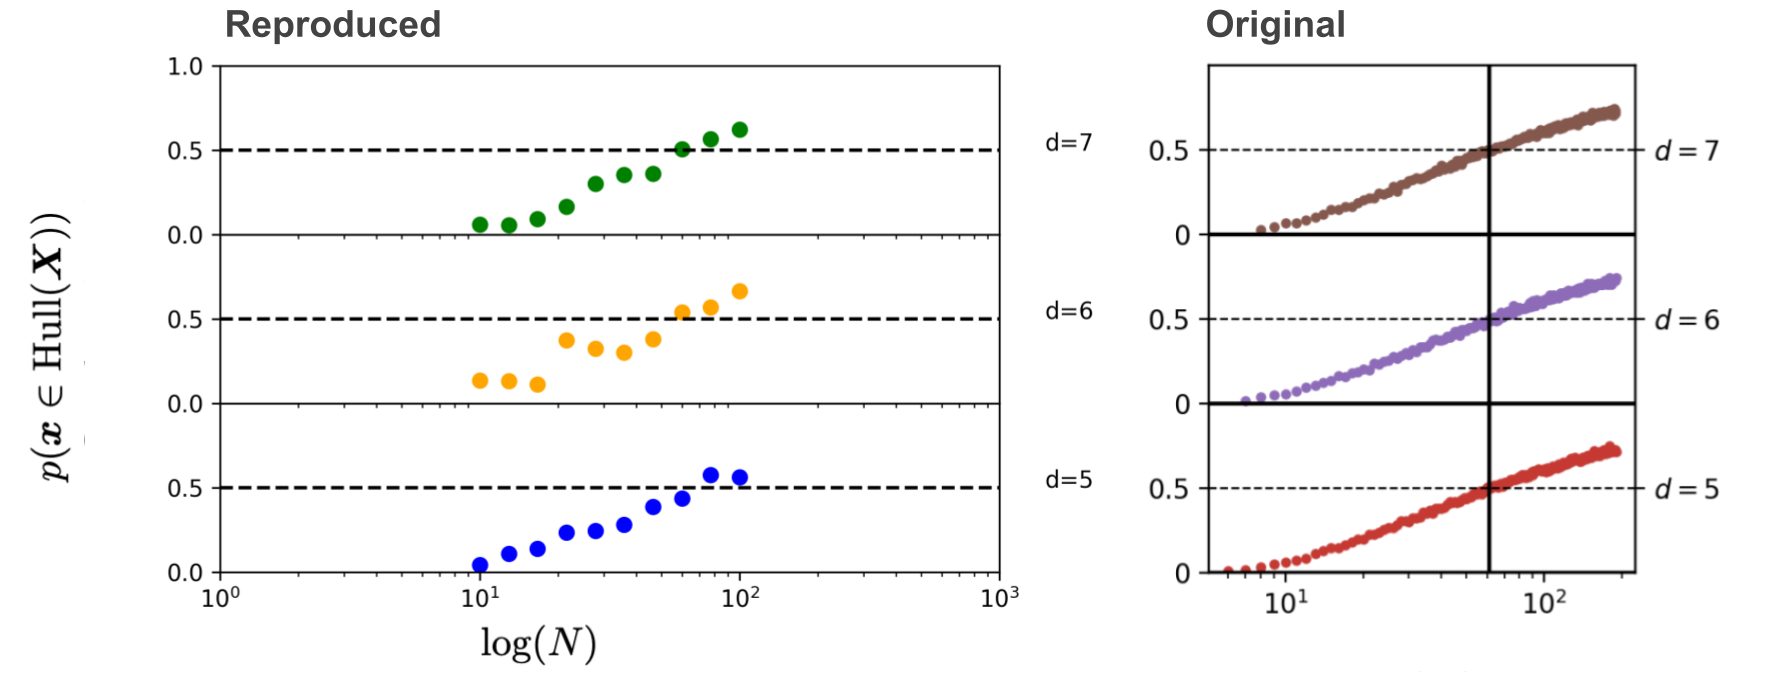 Reproduced
Original
p(x ∈ Hull(X))
1.0
0.5
0.0
d=7
0.5
0.0
d=6
0.5
0.0
d=5
10⁰ 10¹ 10² 10³
log(N)
0.5
0
d = 7
0.5
0
d = 6
0.5
0
d = 5
10¹ 10²